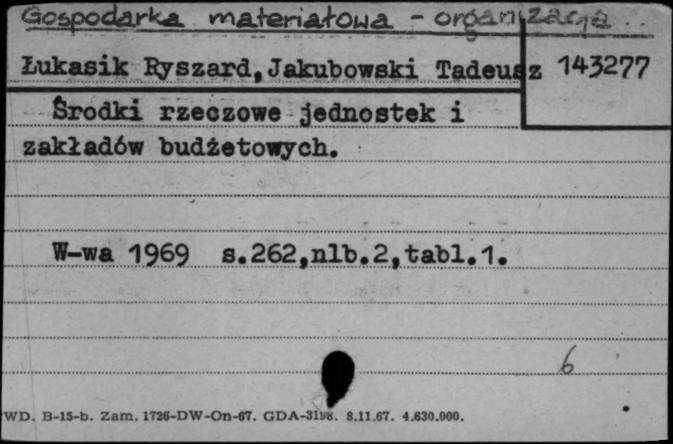 Gospodarka materiałowa - organizacja
Łukasik Ryszard, Jakubowski Tadeusz 143277
Środki rzeczowe jednostek i
zakładów budżetowych.
W-wa 1969 s.262,nlb.2,tabl.1.
6
WD. B-15-b. Zam. 1726-DW-On-67. GDA-3198. 8.11.67. 4.630.000.